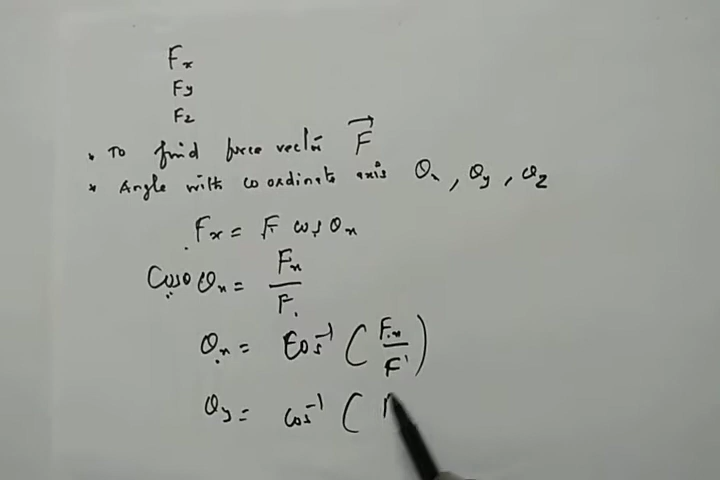 Fx
Fy
Fz
• To find force vector F⃗
* Angle with coordinate axis θx, θy, θz
Fx = F cos θx
Cos θx = Fx / F
θx = Cos⁻¹ (Fx / F)
θy = cos⁻¹ (